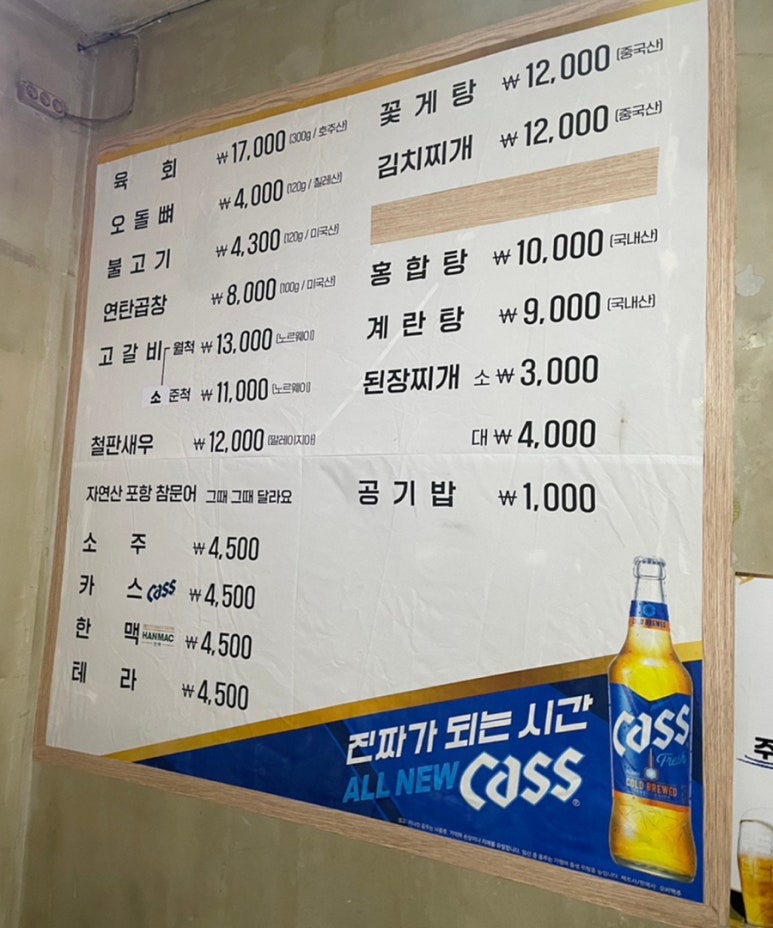 육 회 ₩17,000 (300g / 호주산)
오 돌 뼈 ₩4,000 (120g / 칠레산)
불 고 기 ₩4,300 (120g / 미국산)
연탄곱창 ₩8,000 (100g / 미국산)
고 갈 비 월척 ₩13,000 (노르웨이)
소 준척 ₩11,000 (노르웨이)
철판새우 ₩12,000 (말레이지아)
자연산 포항 참문어 그때 그때 달라요
소 주 ₩4,500
카 스 Cass ₩4,500
한 맥 HANMAC ₩4,500
테 라 ₩4,500
꽃 게 탕 ₩12,000 (중국산)
김치찌개 ₩12,000 (중국산)
홍 합 탕 ₩10,000 (국내산)
계 란 탕 ₩9,000 (국내산)
된장찌개 소 ₩3,000
대 ₩4,000
공 기 밥 ₩1,000
진짜가 되는 시간
ALL NEW Cass
COLD BREWED
Cass
Fresh
COLD BREWED
주